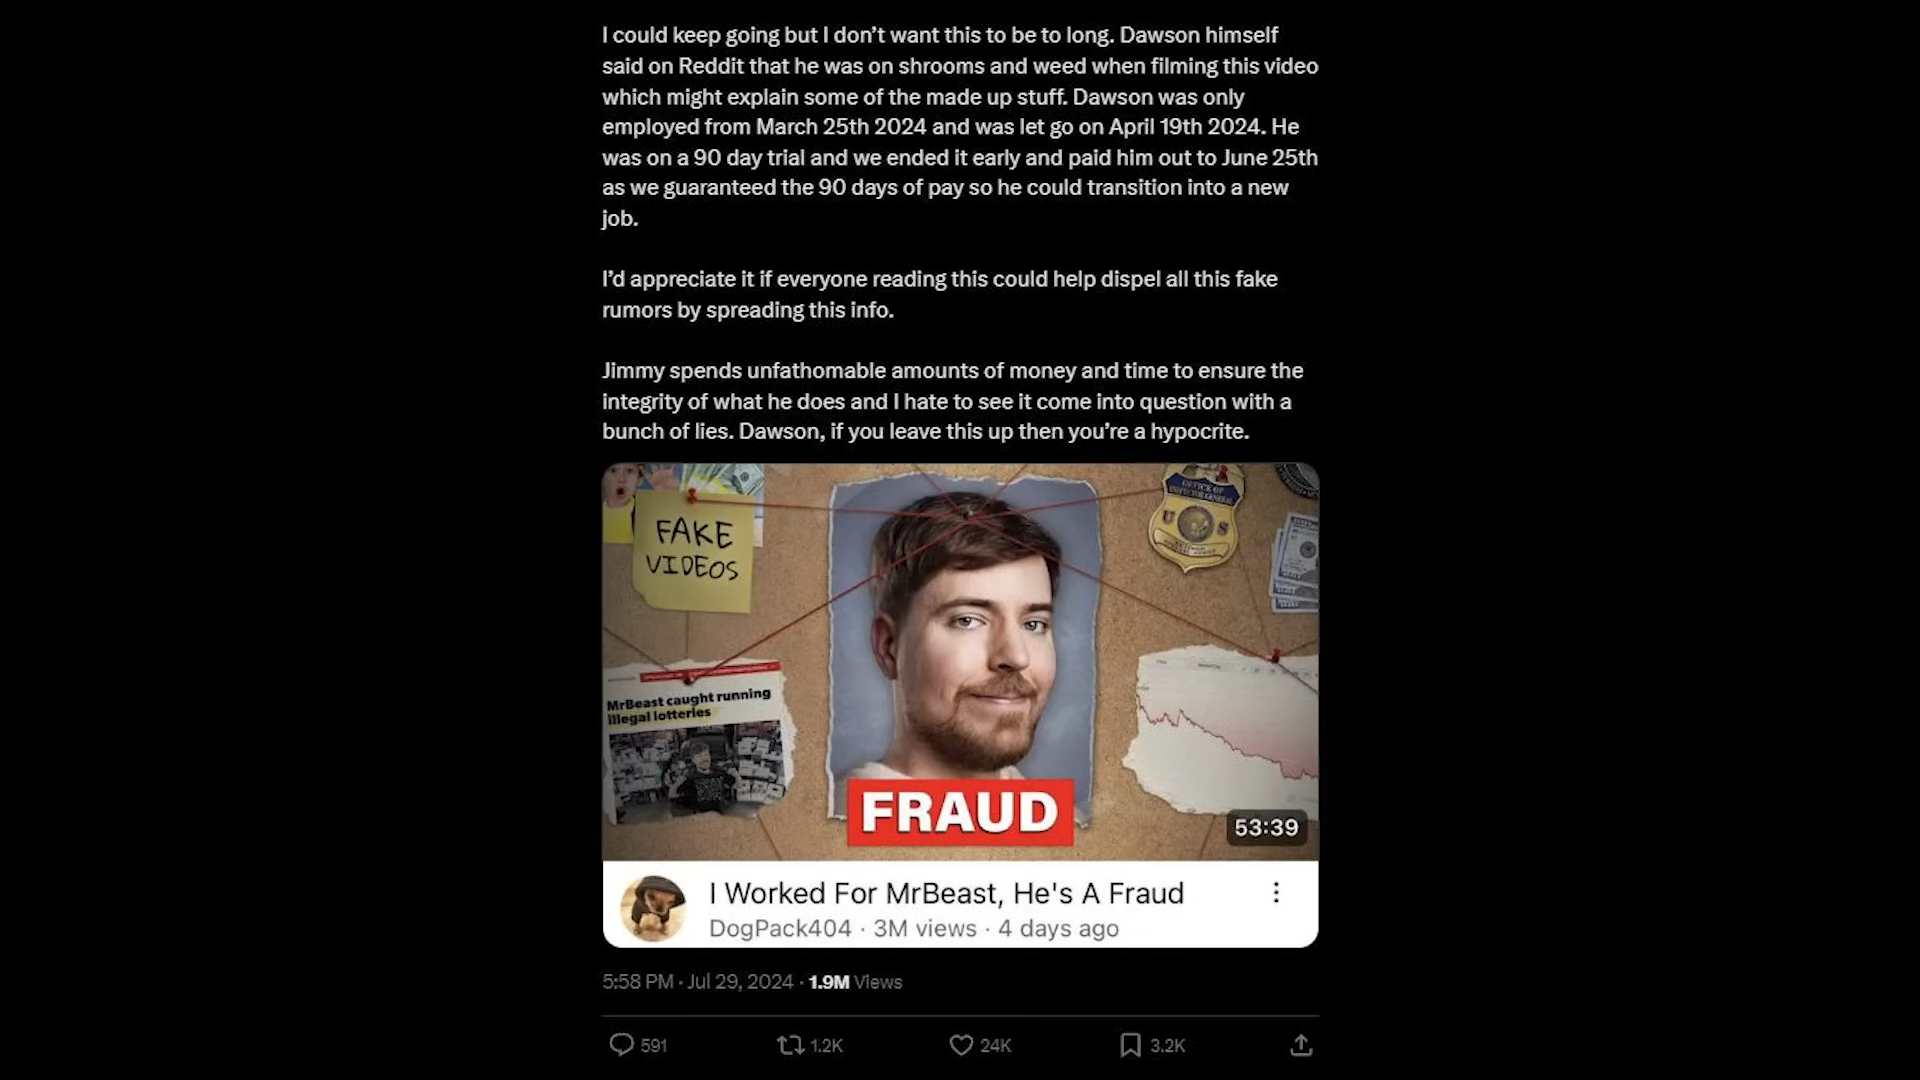 I could keep going but I don’t want this to be to long. Dawson himself
said on Reddit that he was on shrooms and weed when filming this video
which might explain some of the made up stuff. Dawson was only
employed from March 25th 2024 and was let go on April 19th 2024. He
was on a 90 day trial and we ended it early and paid him out to June 25th
as we guaranteed the 90 days of pay so he could transition into a new
job.
I’d appreciate it if everyone reading this could help dispel all this fake
rumors by spreading this info.
Jimmy spends unfathomable amounts of money and time to ensure the
integrity of what he does and I hate to see it come into question with a
bunch of lies. Dawson, if you leave this up then you’re a hypocrite.
FAKE
VIDEOS
OFFICE OF
INSPECTOR GENERAL
U S
MrBeast caught running
illegal lotteries
FRAUD
53:39
I Worked For MrBeast, He's A Fraud
DogPack404 · 3M views · 4 days ago
5:58 PM · Jul 29, 2024 · 1.9M Views
591 1.2K 24K 3.2K